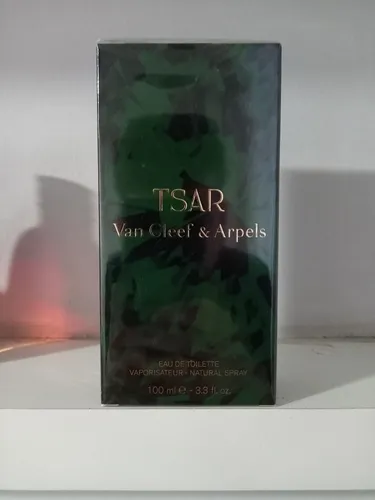 TSAR
Van Cleef & Arpels
EAU DE TOILETTE
VAPORISATEUR - NATURAL SPRAY
100 ml ℮ - 3.3 fl.oz.